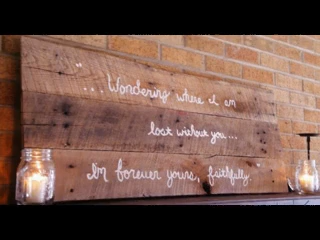 "...Wondering where I am
lost without you...
I'm forever yours, faithfully"